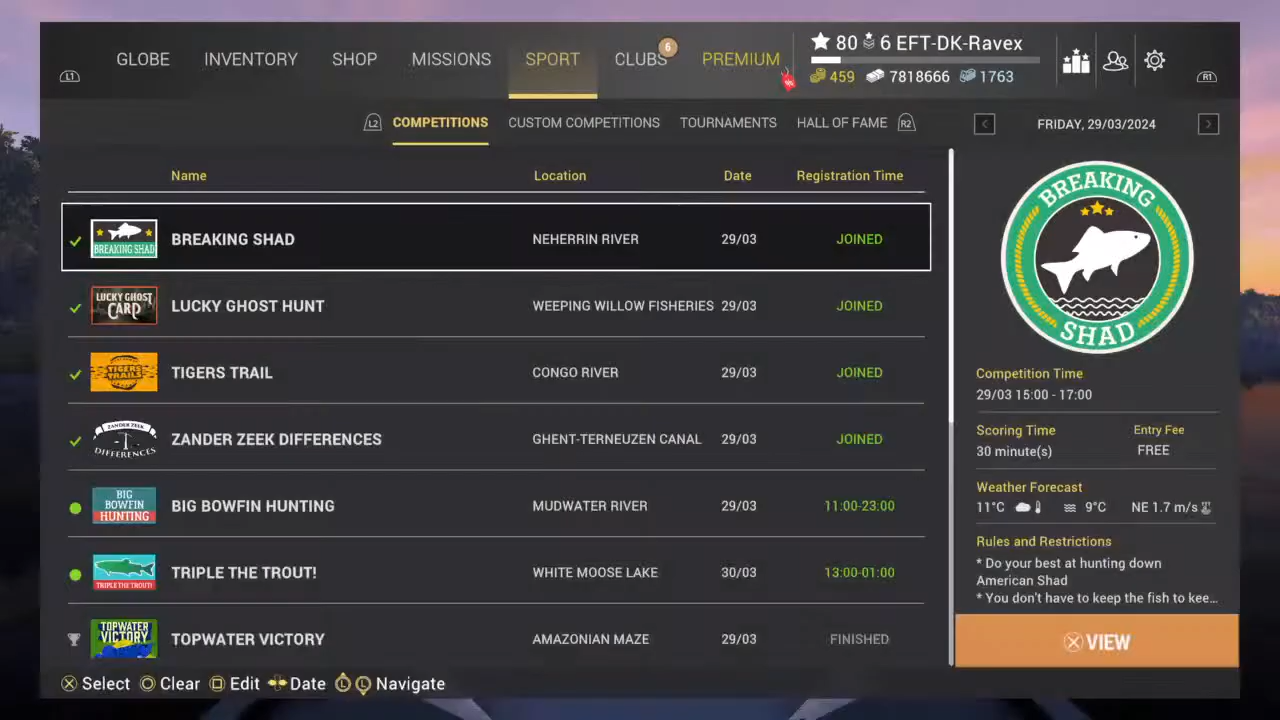 GLOBE INVENTORY SHOP MISSIONS SPORT CLUBS 6 PREMIUM
80 6 EFT-DK-Ravex
459 7818666 1763
L1 R1
L2 COMPETITIONS CUSTOM COMPETITIONS TOURNAMENTS HALL OF FAME R2
< FRIDAY, 29/03/2024 >
Name Location Date Registration Time
BREAKING SHAD BREAKING SHAD NEHERRIN RIVER 29/03 JOINED
LUCKY GHOST CARP LUCKY GHOST HUNT WEEPING WILLOW FISHERIES 29/03 JOINED
TIGERS TRAILS TIGERS TRAIL CONGO RIVER 29/03 JOINED
ZANDER ZEEK DIFFERENCES ZANDER ZEEK DIFFERENCES GHENT-TERNEUZEN CANAL 29/03 JOINED
BIG BOWFIN HUNTING BIG BOWFIN HUNTING MUDWATER RIVER 29/03 11:00-23:00
TRIPLE THE TROUT! TRIPLE THE TROUT! WHITE MOOSE LAKE 30/03 13:00-01:00
TOPWATER VICTORY TOPWATER VICTORY AMAZONIAN MAZE 29/03 FINISHED
BREAKING
SHAD
Competition Time
29/03 15:00 - 17:00
Scoring Time Entry Fee
30 minute(s) FREE
Weather Forecast
11°C 9°C NE 1.7 m/s
Rules and Restrictions
* Do your best at hunting down
American Shad
* You don't have to keep the fish to kee...
VIEW
Select Clear Edit Date L L Navigate